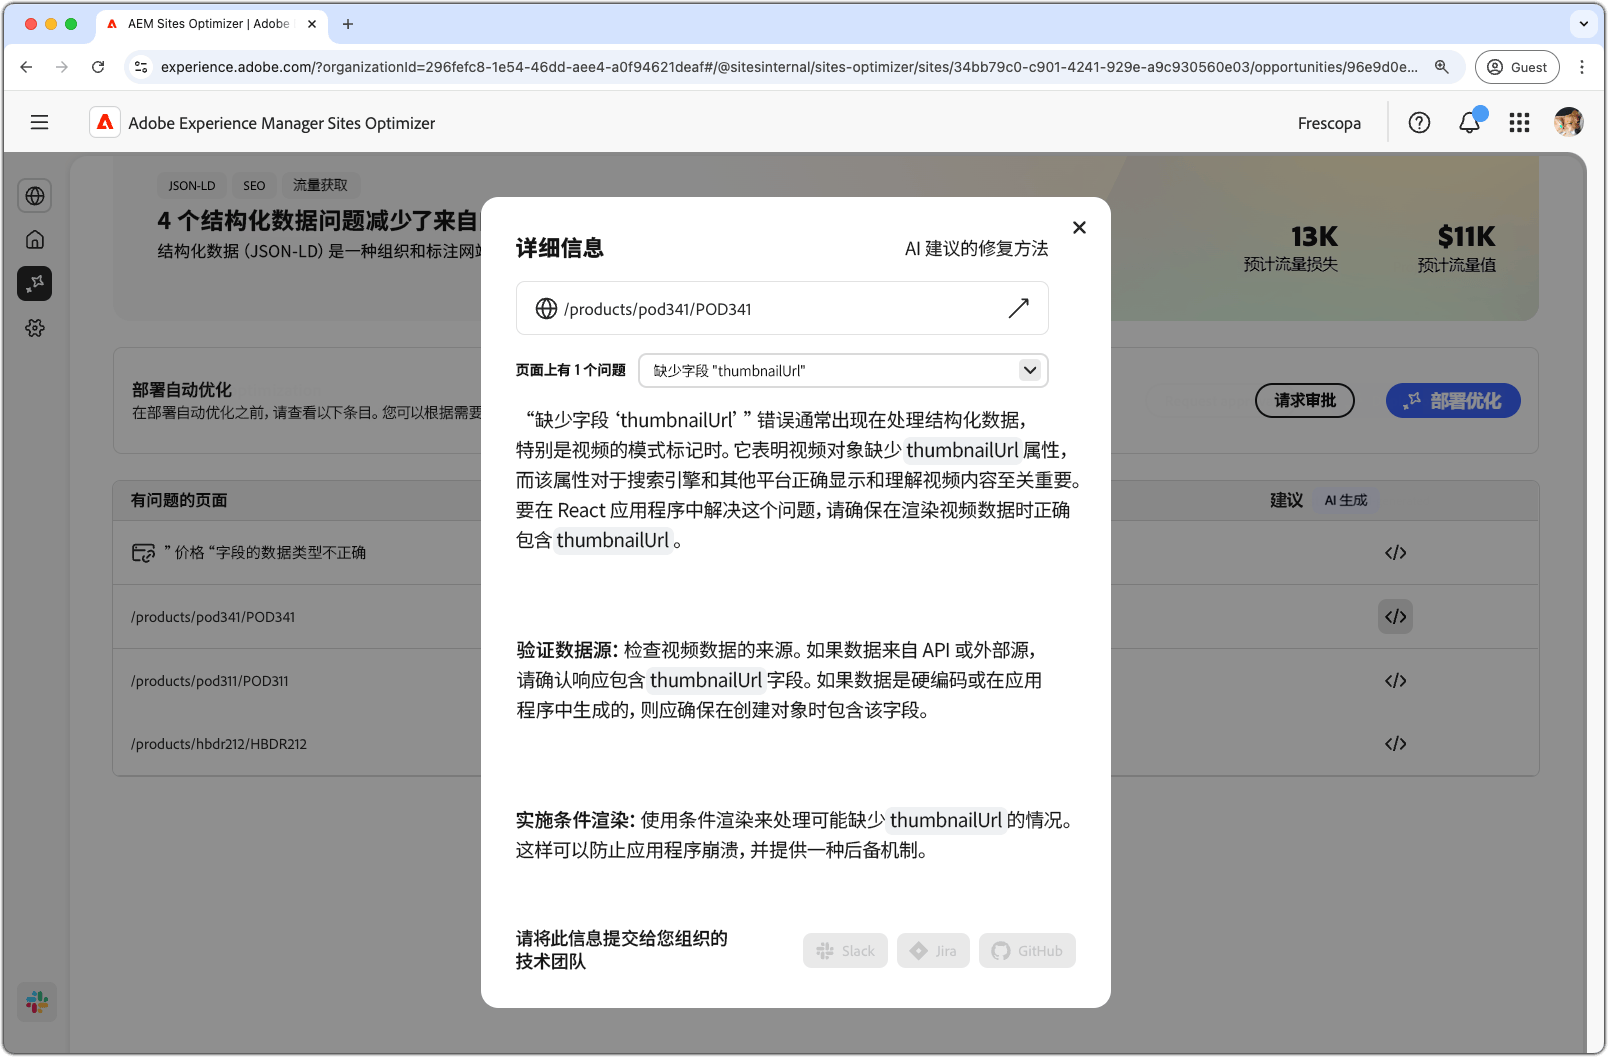 AEM Sites Optimizer | Adobe
experience.adobe.com/?organizationId=296fefc8-1e54-46dd-aee4-a0f94621deaf#/@sitesinternal/sites-optimizer/sites/34bb79c0-c901-4241-929e-a9c930560e03/opportunities/96e9d0e...
Guest
Adobe Experience Manager Sites Optimizer
Frescopa
JSON-LD SEO 流量获取
4 个结构化数据问题减少了来自
结构化数据 (JSON-LD) 是一种组织和标注网
13K
预计流量损失
$11K
预计流量值
部署自动优化
在部署自动优化之前，请查看以下条目。您可以根据需要
请求审批
部署优化
有问题的页面
建议 AI 生成
” 价格 “字段的数据类型不正确
/products/pod341/POD341
/products/pod311/POD311
/products/hbdr212/HBDR212
详细信息
AI 建议的修复方法
/products/pod341/POD341
页面上有 1 个问题
缺少字段 "thumbnailUrl"
“缺少字段 ‘thumbnailUrl’ ” 错误通常出现在处理结构化数据，
特别是视频的模式标记时。它表明视频对象缺少 thumbnailUrl 属性，
而该属性对于搜索引擎和其他平台正确显示和理解视频内容至关重要。
要在 React 应用程序中解决这个问题，请确保在渲染视频数据时正确
包含 thumbnailUrl 。
验证数据源：检查视频数据的来源。如果数据来自 API 或外部源，
请确认响应包含 thumbnailUrl 字段。如果数据是硬编码或在应用
程序中生成的，则应确保在创建对象时包含该字段。
实施条件渲染：使用条件渲染来处理可能缺少 thumbnailUrl 的情况。
这样可以防止应用程序崩溃，并提供一种后备机制。
请将此信息提交给您组织的
技术团队
Slack
Jira
GitHub